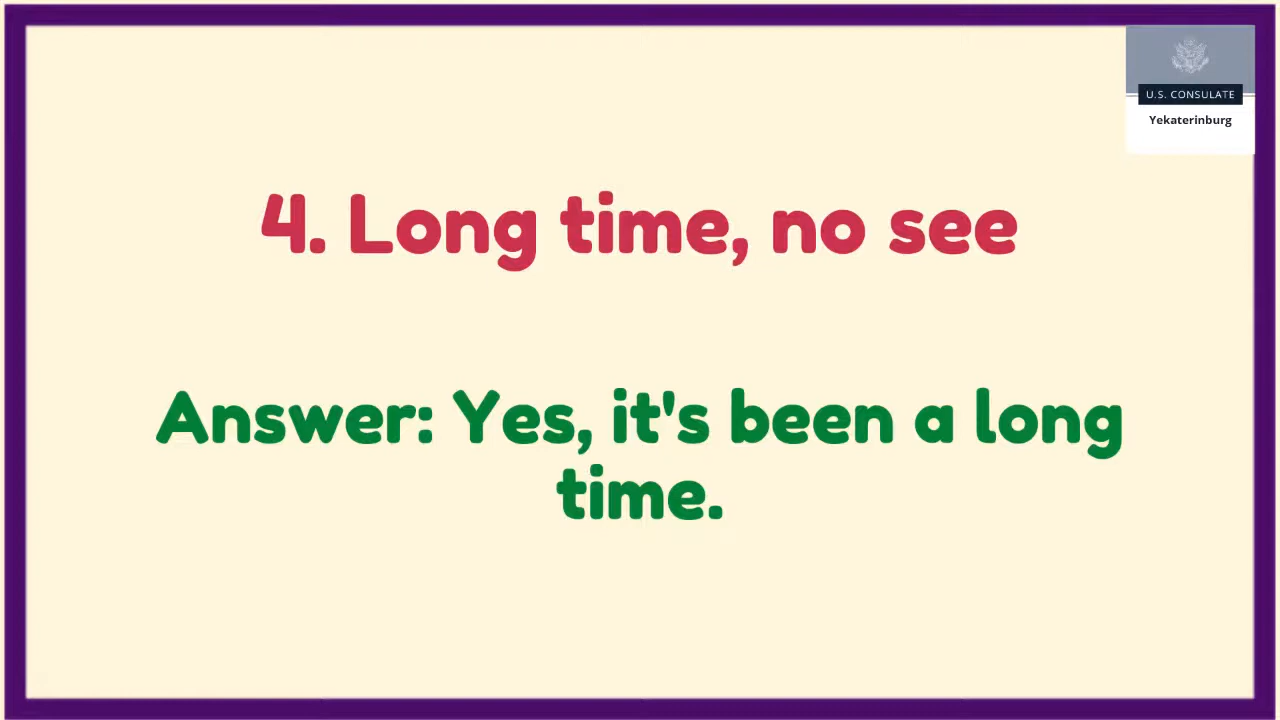 U.S. CONSULATE
Yekaterinburg
4. Long time, no see
Answer: Yes, it's been a long
time.